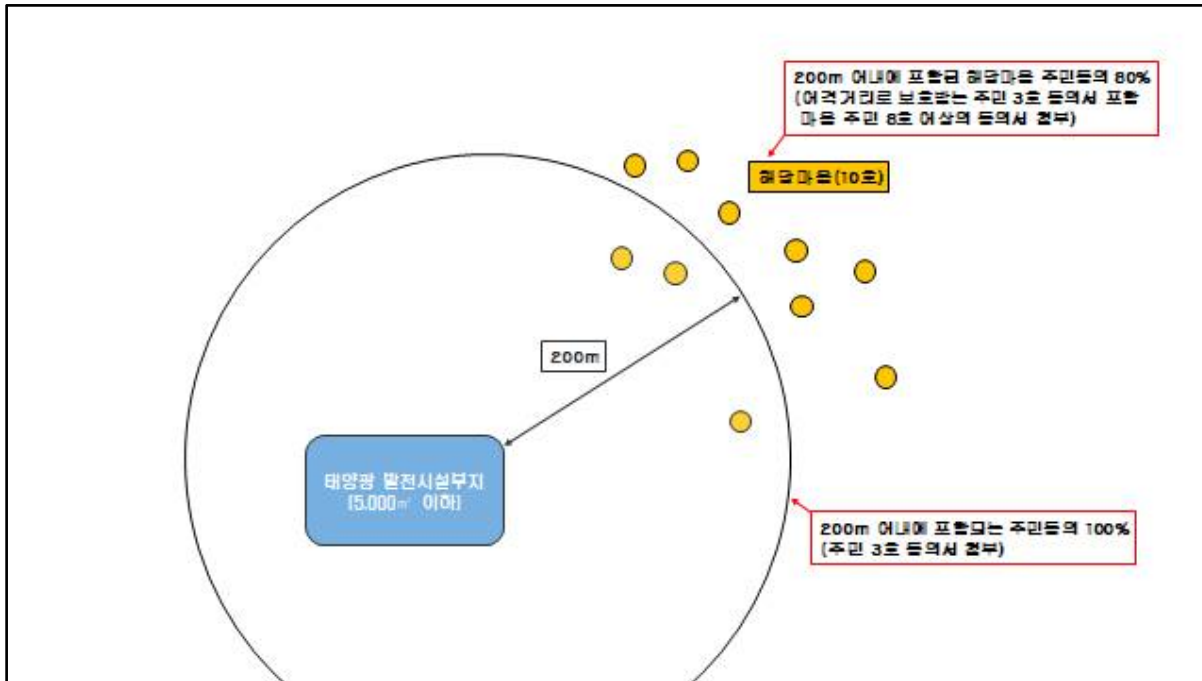 200m 이내에 포함된 해당마을 주민동의 80%
(이격거리로 보호받는 주민 3호 동의서 포함
마을 주민 8호 이상의 동의서 첨부)
해당마을(10호)
200m
태양광 발전시설부지
(5,000㎡ 이하)
200m 이내에 포함되는 주민동의 100%
(주민 3호 동의서 첨부)